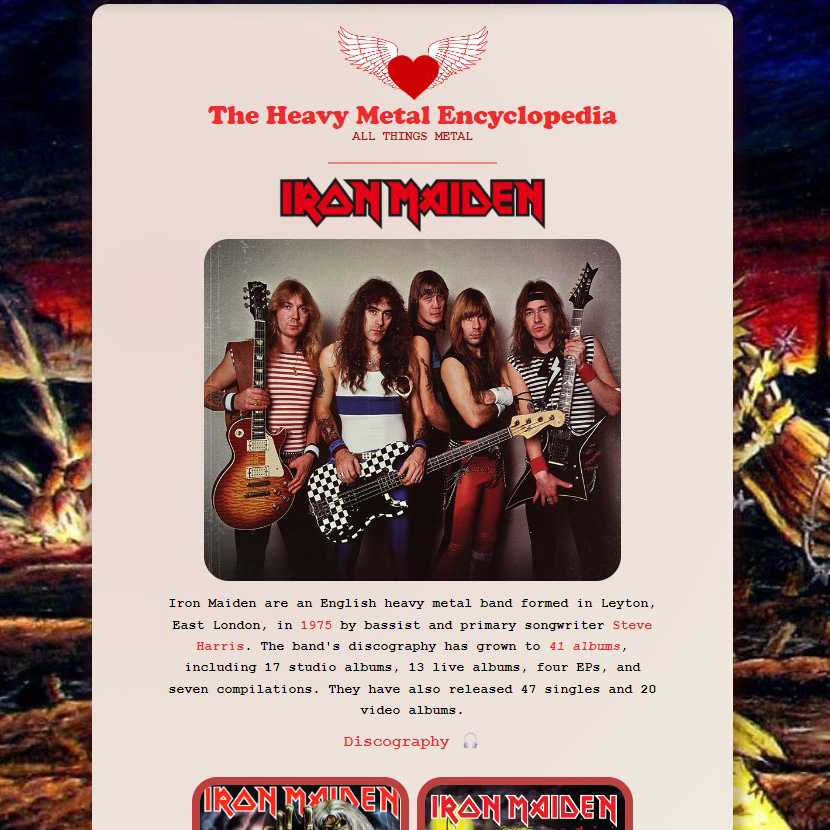 The Heavy Metal Encyclopedia
ALL THINGS METAL
IRON MAIDEN
Iron Maiden are an English heavy metal band formed in Leyton,
East London, in 1975 by bassist and primary songwriter Steve
Harris. The band's discography has grown to 41 albums,
including 17 studio albums, 13 live albums, four EPs, and
seven compilations. They have also released 47 singles and 20
video albums.
Discography 🎧
IRON MAIDEN
IRON MAIDEN